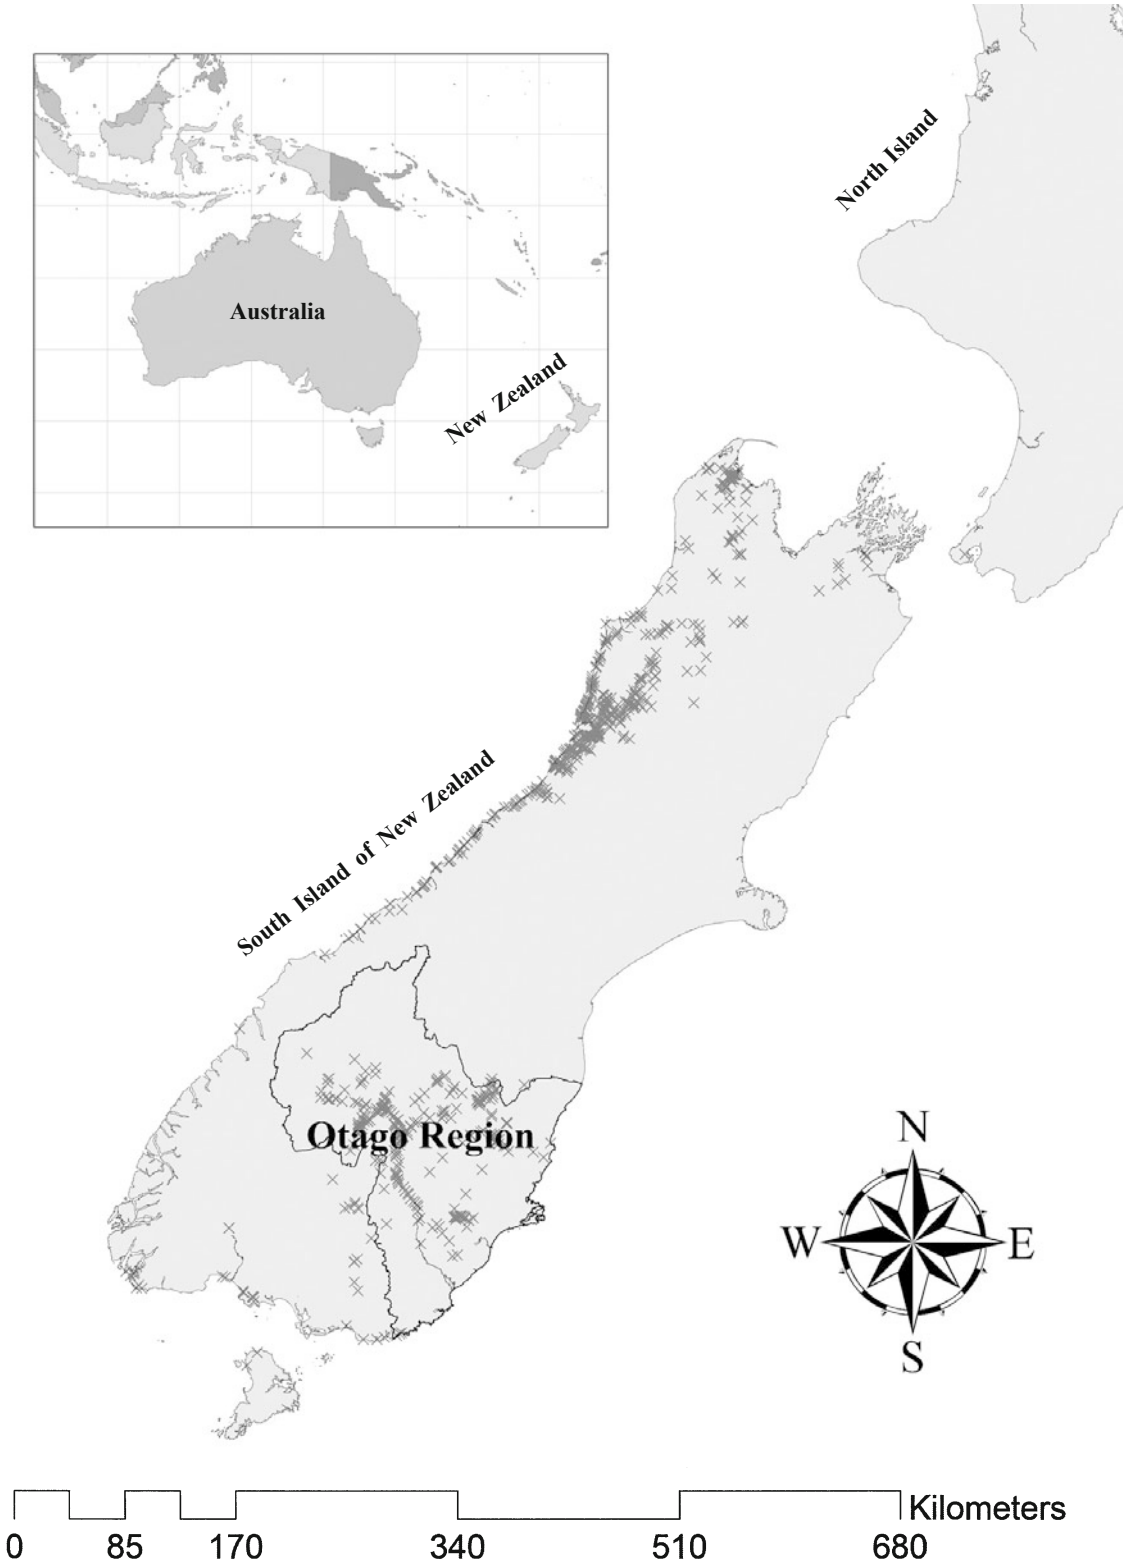 North Island
Australia
New Zealand
South Island of New Zealand
Otago Region
N
W
E
S
Kilometers
0 85 170 340 510 680